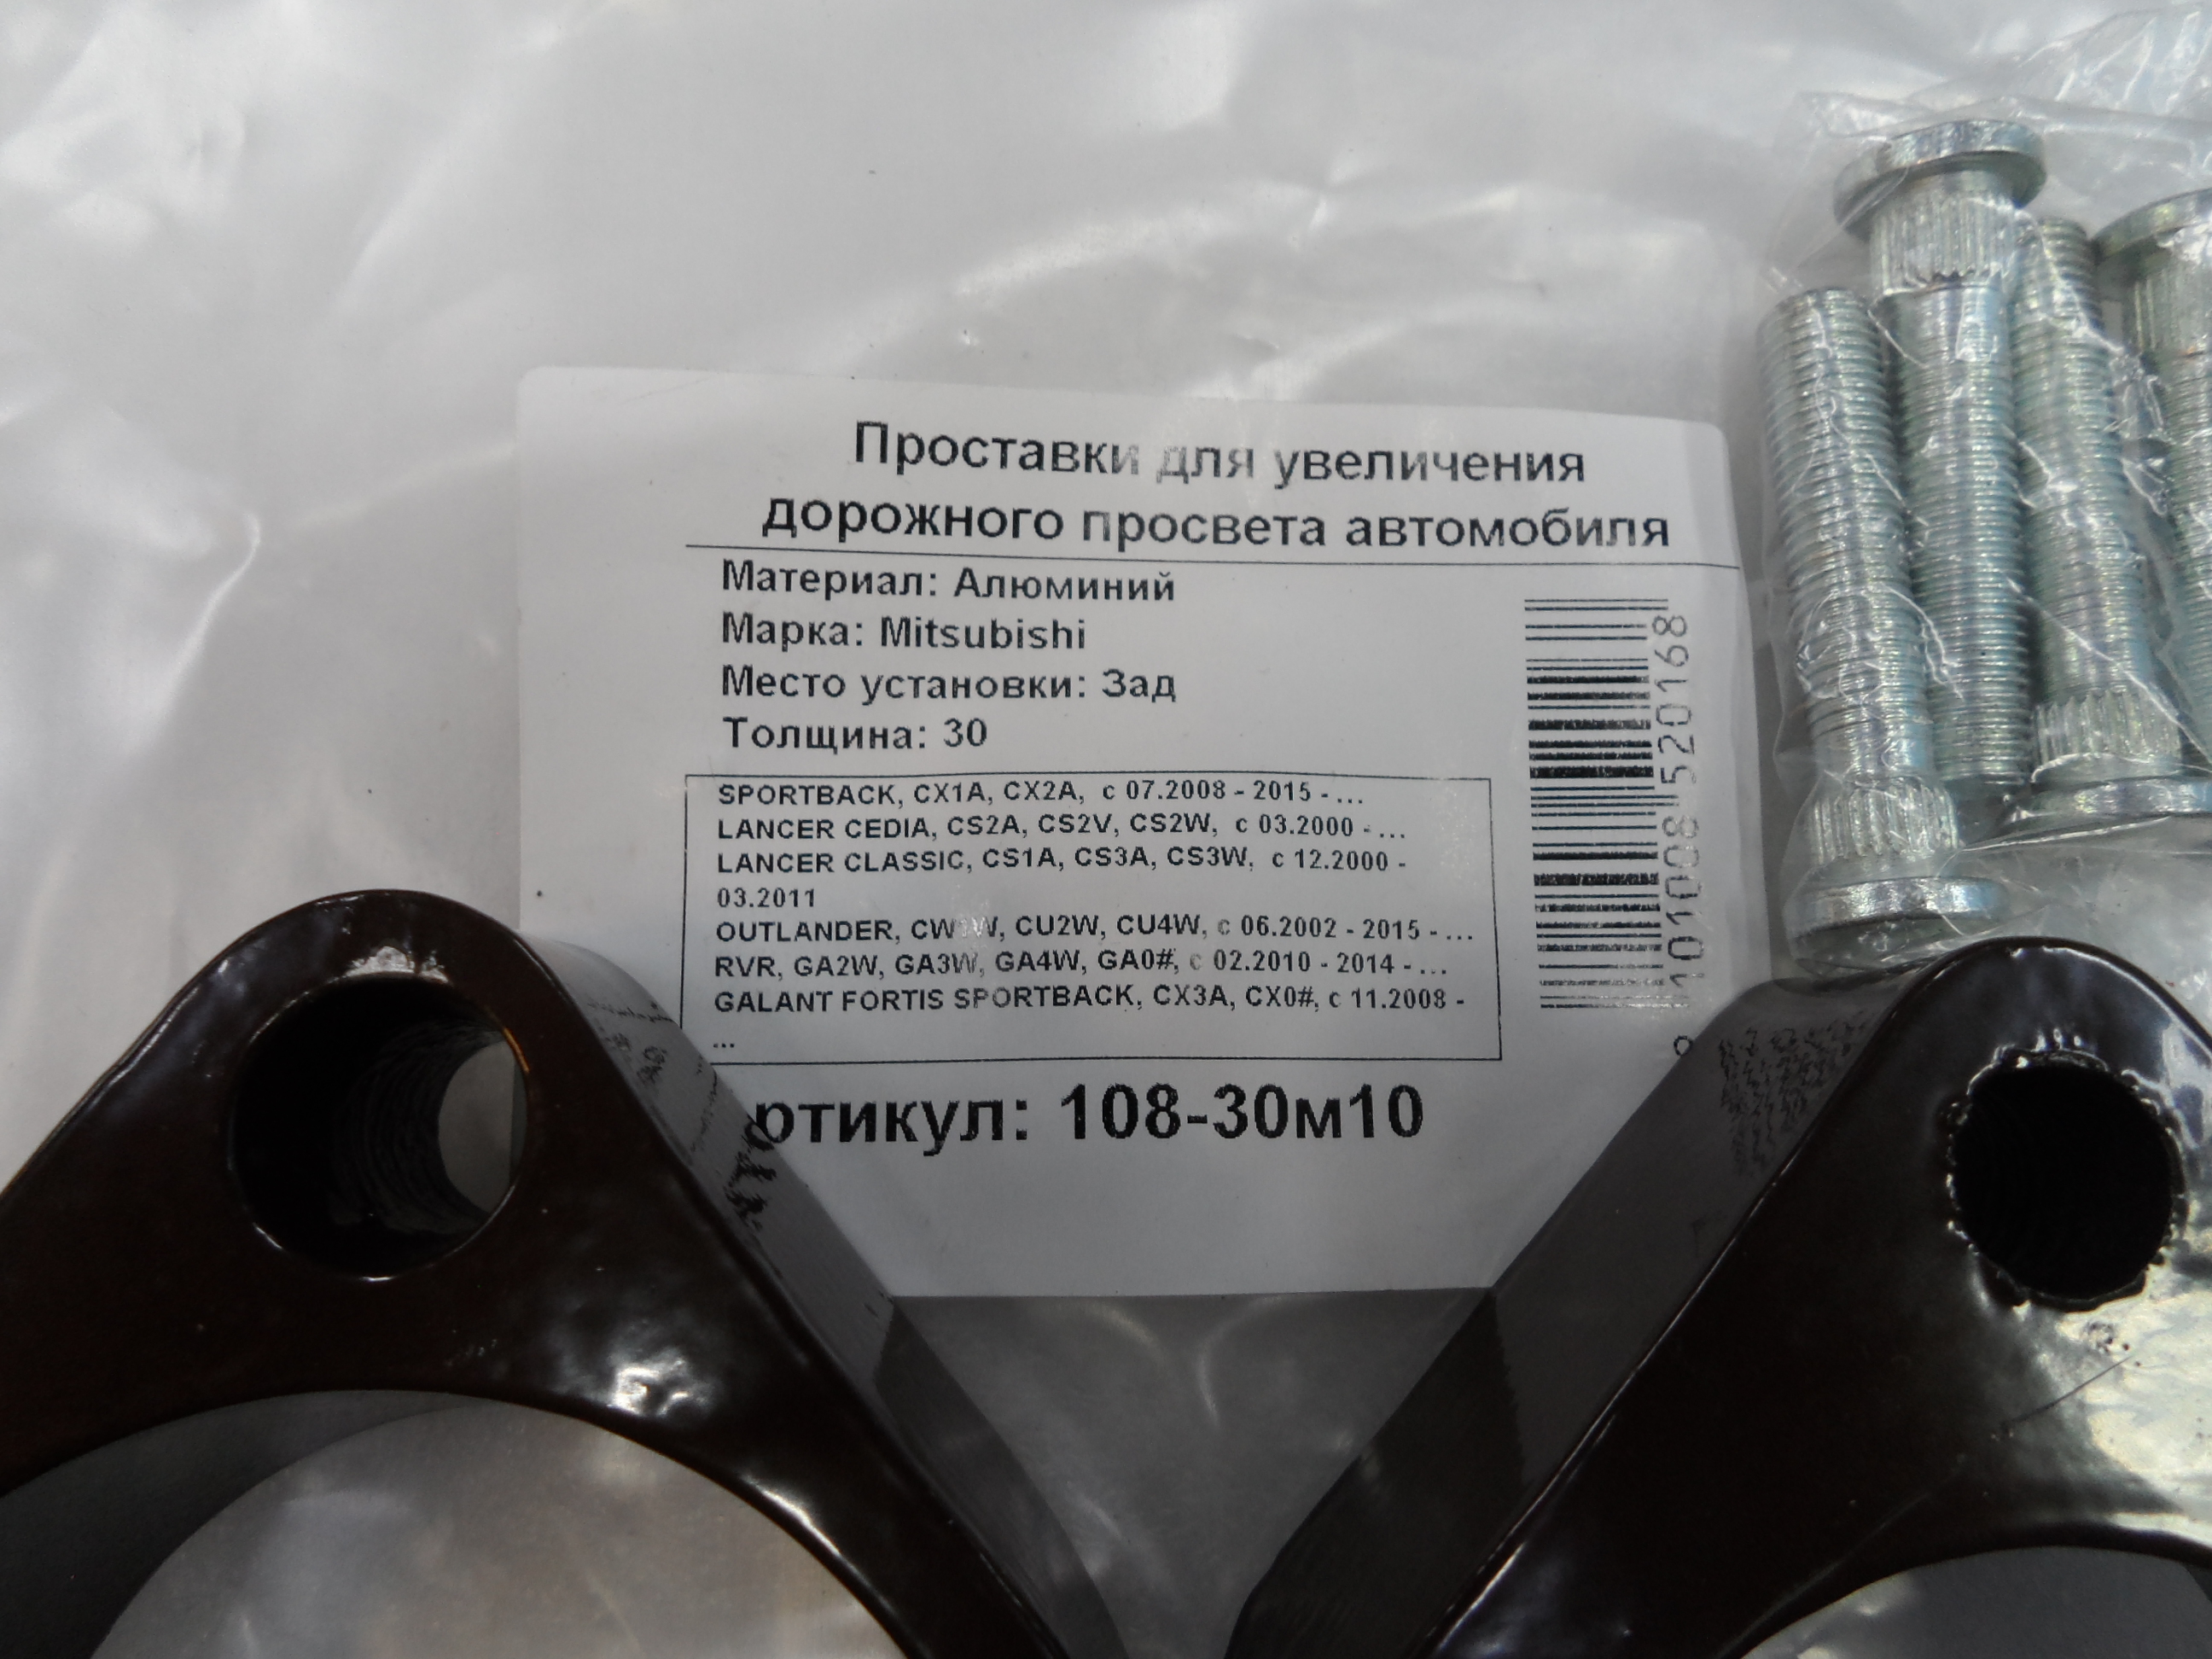 Проставки для увеличения
дорожного просвета автомобиля
Материал: Алюминий
Марка: Mitsubishi
Место установки: Зад
Толщина: 30
SPORTBACK, CX1A, CX2A, с 07.2008 - 2015 - ...
LANCER CEDIA, CS2A, CS2V, CS2W, с 03.2000 - ...
LANCER CLASSIC, CS1A, CS3A, CS3W, с 12.2000 -
03.2011
OUTLANDER, CW1W, CU2W, CU4W, с 06.2002 - 2015 - ...
RVR, GA2W, GA3W, GA4W, GA0#, с 02.2010 - 2014 - ...
GALANT FORTIS SPORTBACK, CX3A, CX0#, с 11.2008 -
...
ртикул: 108-30м10
101008 520168